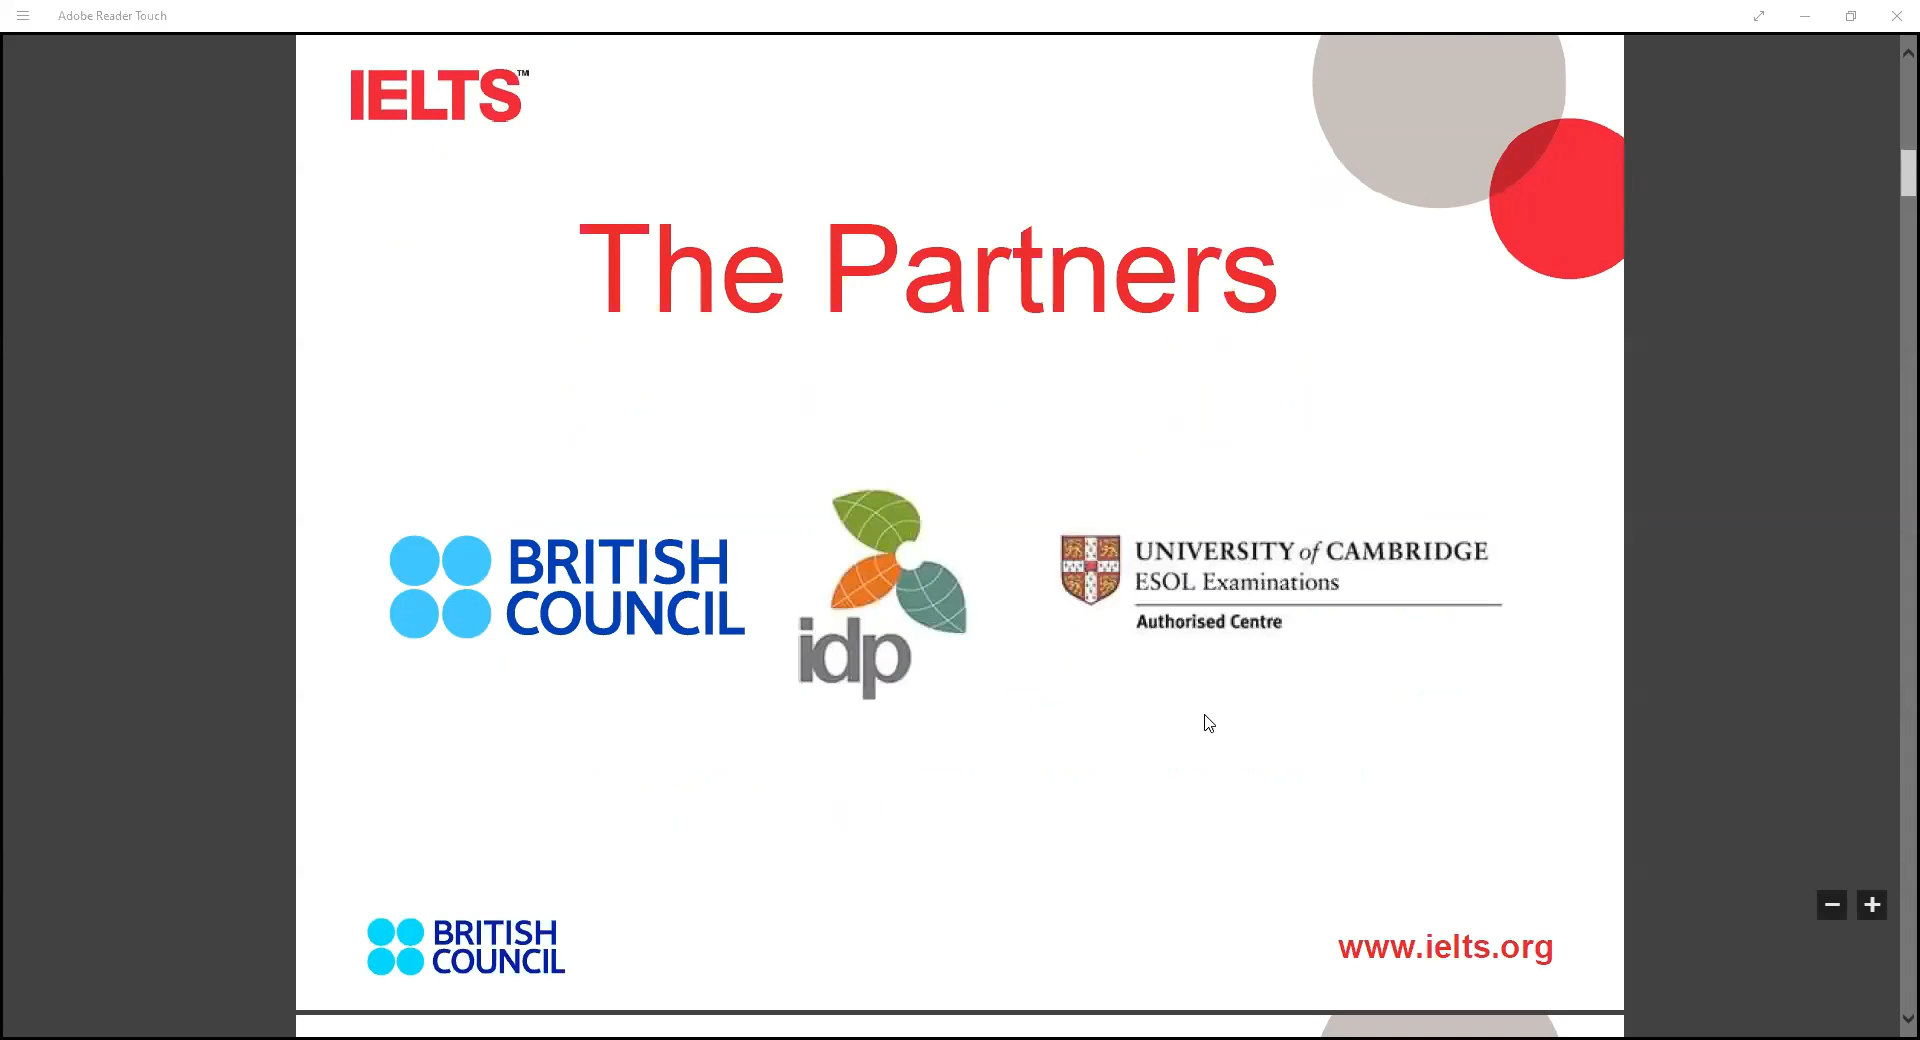 Adobe Reader Touch
IELTS™
The Partners
BRITISH
COUNCIL
idp
UNIVERSITY of CAMBRIDGE
ESOL Examinations
Authorised Centre
BRITISH
COUNCIL
www.ielts.org